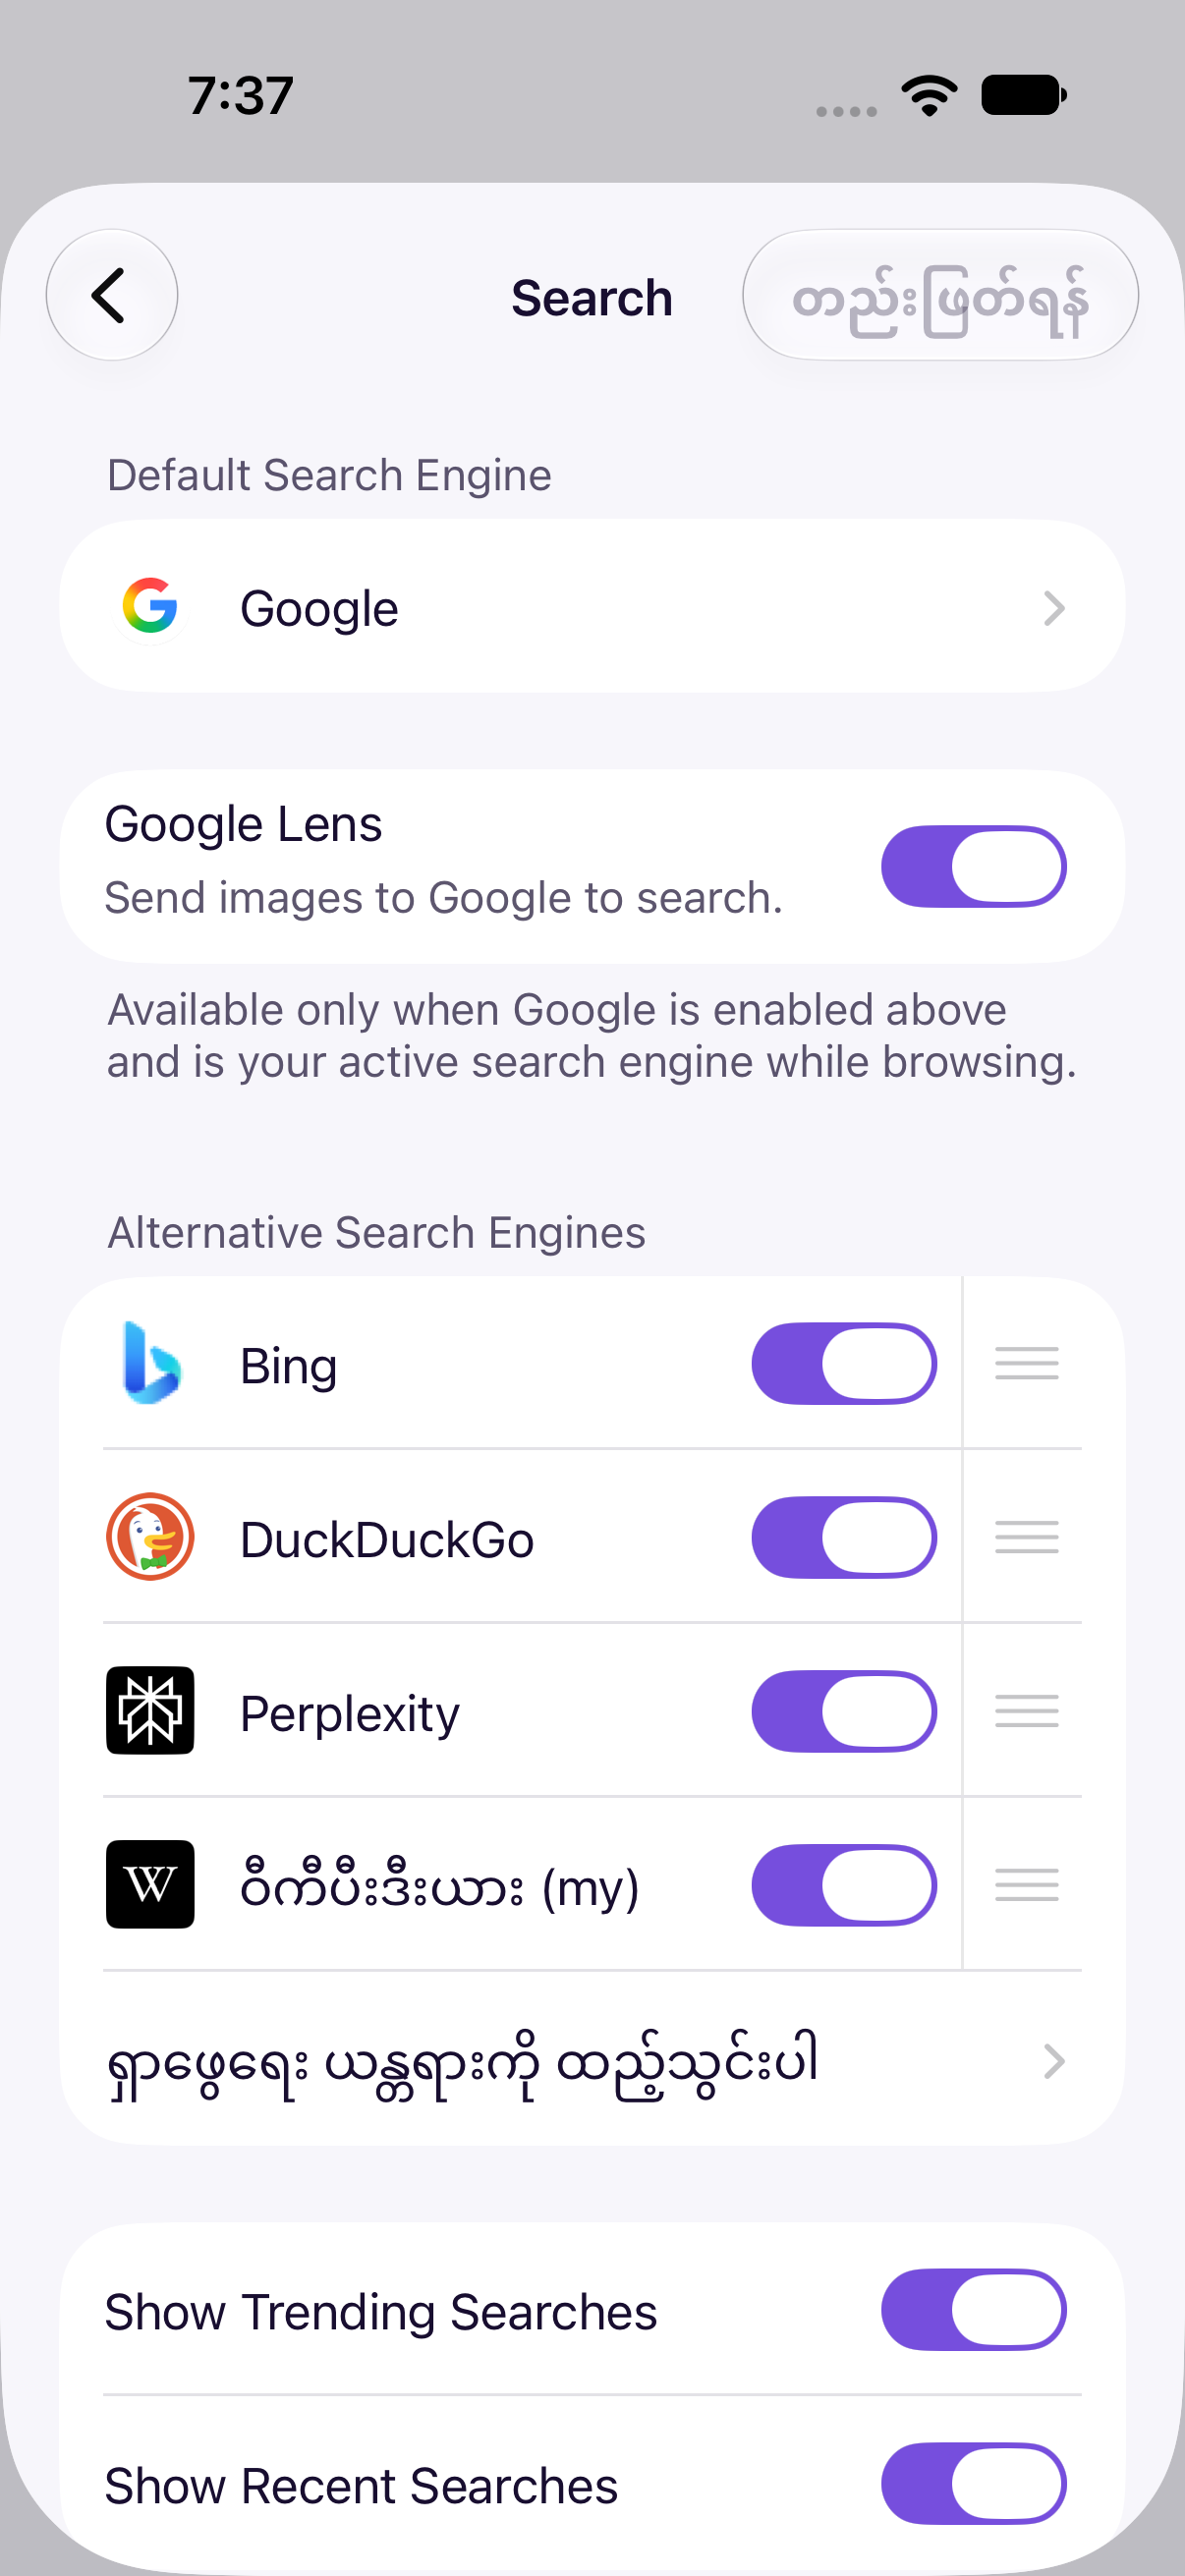 7:37
Search
တည်းဖြတ်ရန်
Default Search Engine
Google
Google Lens
Send images to Google to search.
Available only when Google is enabled above
and is your active search engine while browsing.
Alternative Search Engines
Bing
DuckDuckGo
Perplexity
W
ဝီကီပီးဒီးယား (my)
ရှာဖွေရေး ယန္တရားကို ထည့်သွင်းပါ
Show Trending Searches
Show Recent Searches